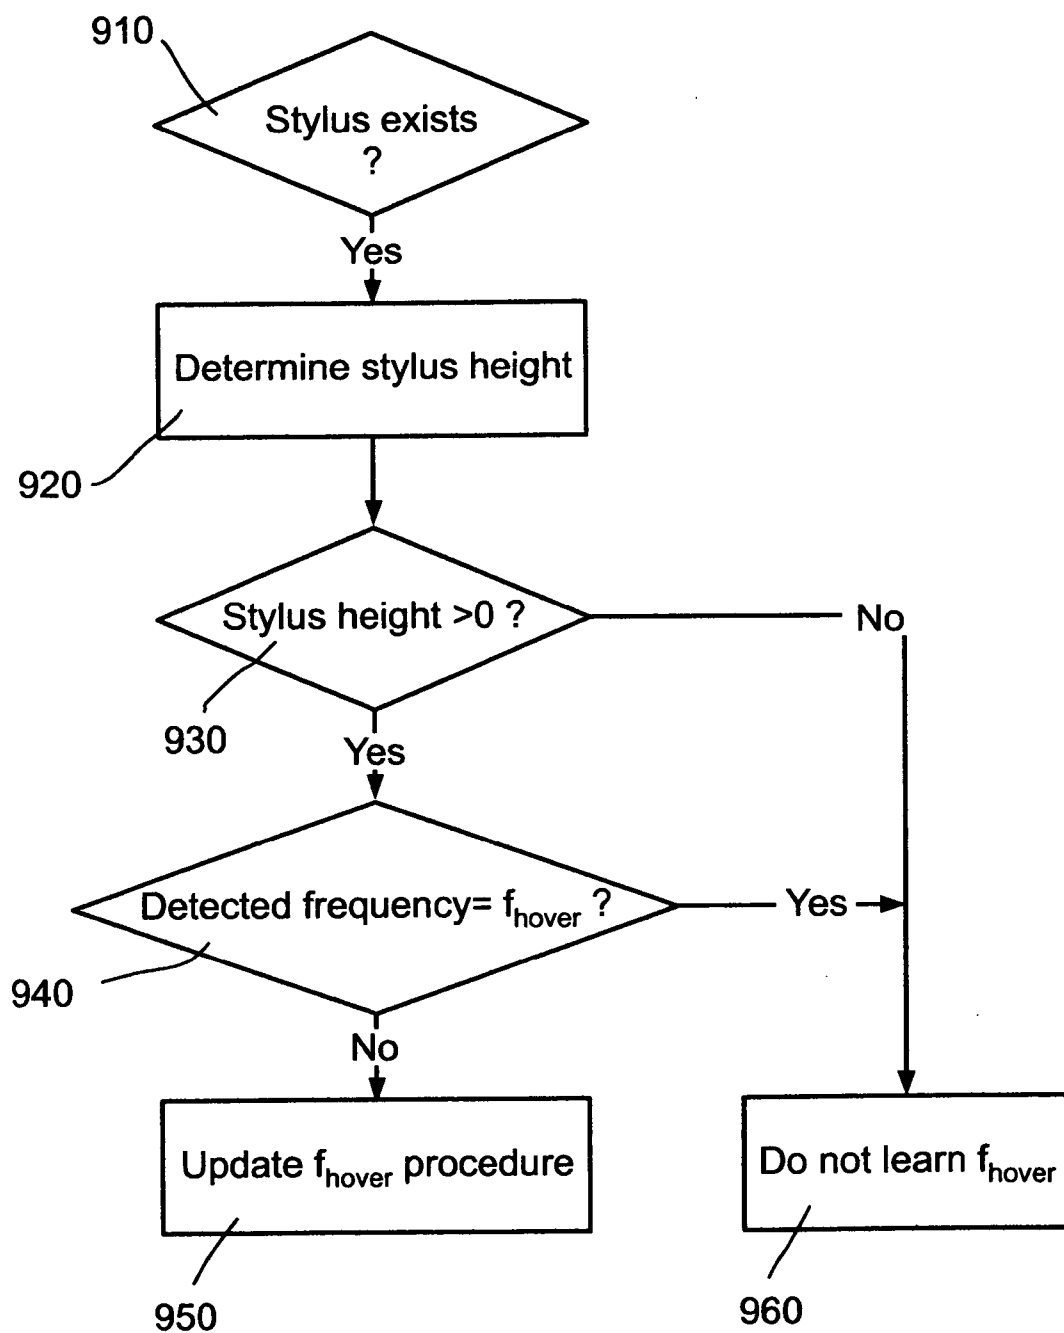 910
Stylus exists
?
Yes
Determine stylus height
920
Stylus height >0 ?
No
930
Yes
Detected frequency= fhover ?
Yes
940
No
Update fhover procedure
Do not learn fhover
950
960